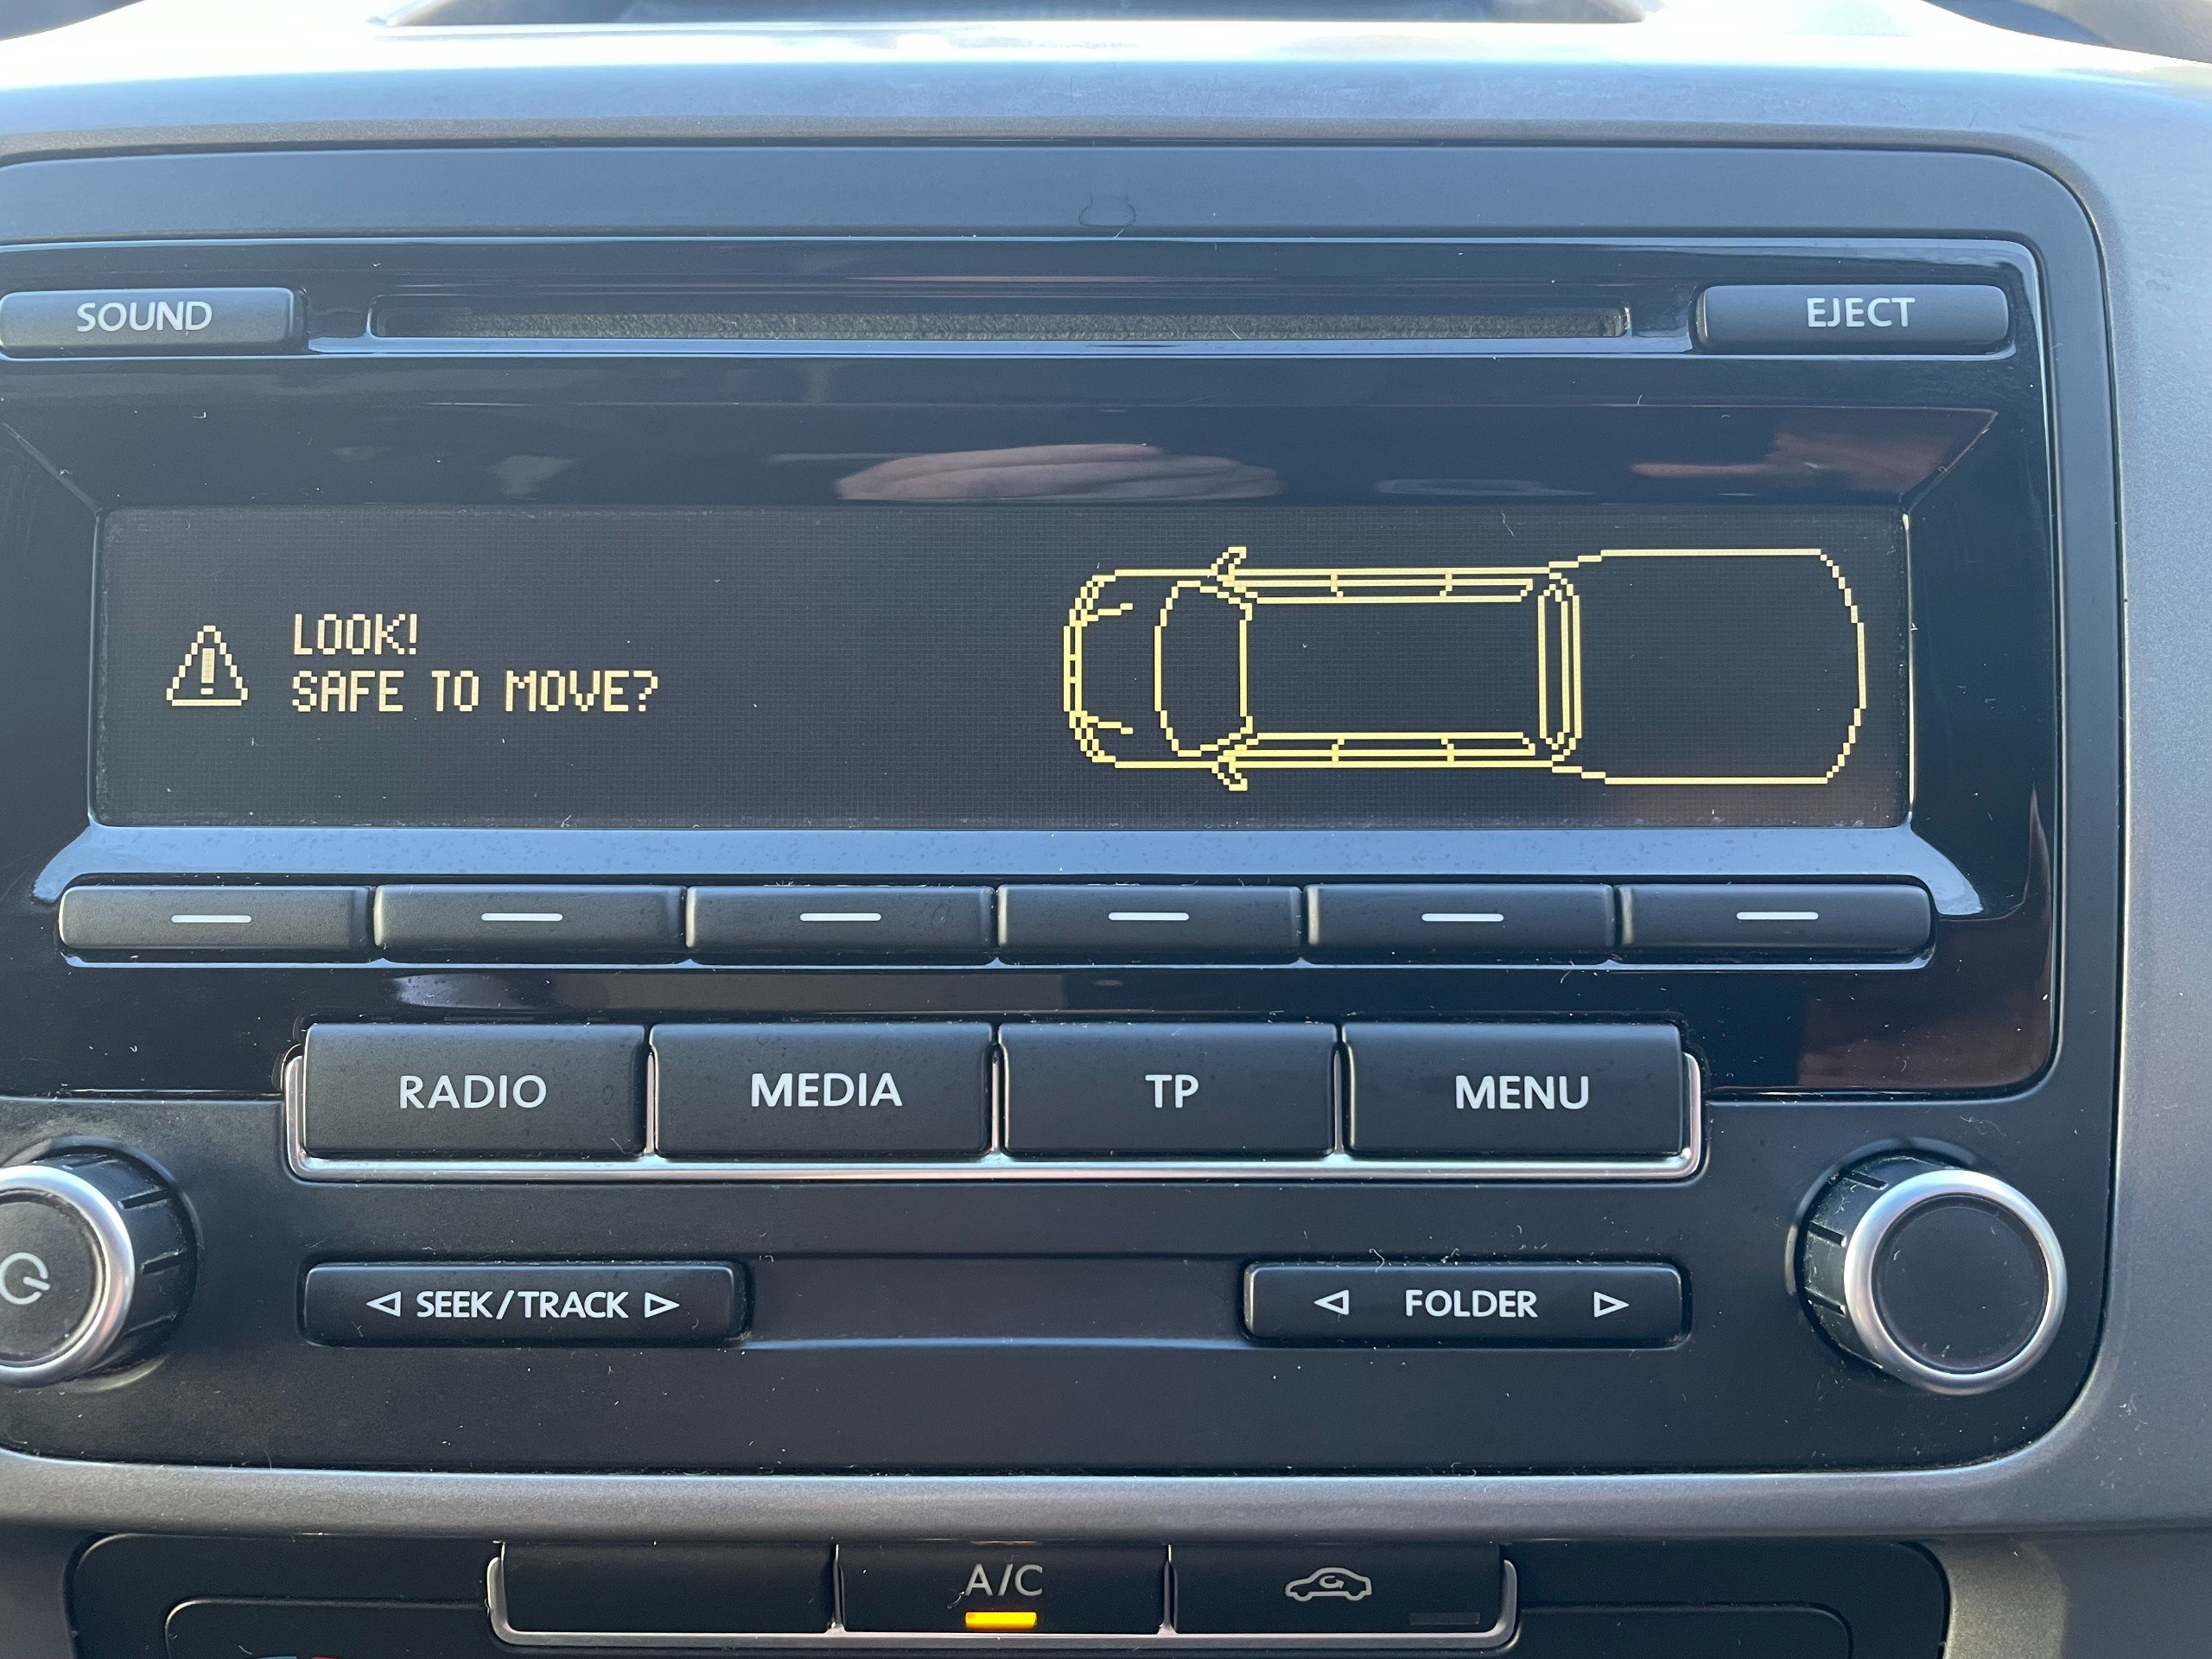 SOUND
EJECT
LOOK!
SAFE TO MOVE?
RADIO
MEDIA
TP
MENU
SEEK/TRACK
FOLDER
A/C